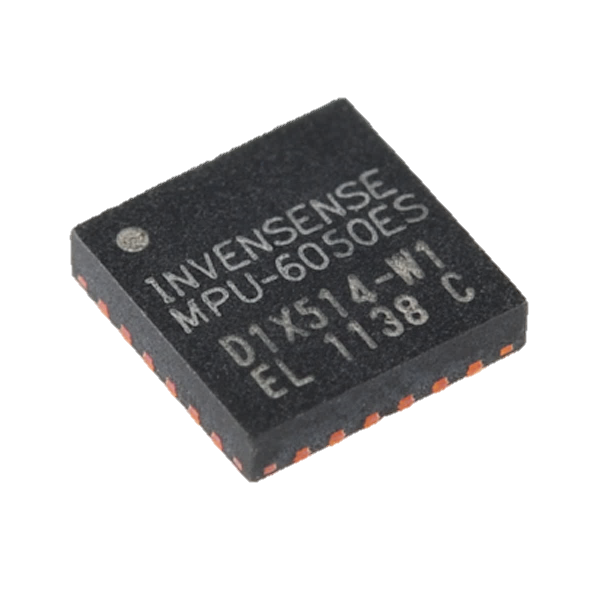 INVENSENSE
MPU-6050ES
D1X514-W1
EL 1138 C